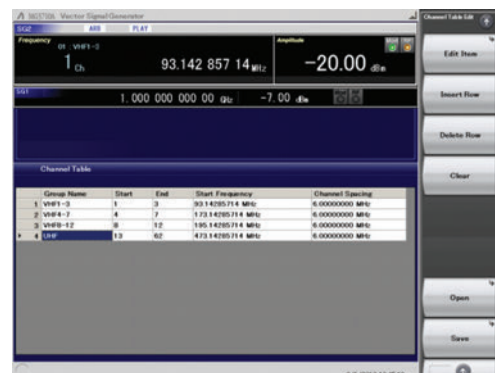 MG3710A Vector Signal Generator
Channel Table Edit
SG2 ARB PLAY
Frequency
01 : VHF1-3
1 Ch
93.142 857 14 MHz
Amplitude
-20.00 dBm
SG1
1. 000 000 000 00 GHz -7. 00 dBm
Edit Item
Insert Row
Delete Row
Clear
Open
Save
Channel Table
Group Name Start End Start Frequency Channel Spacing
1 VHF1-3 1 3 93.14285714 MHz 6.00000000 MHz
2 VHF4-7 4 7 173.14285714 MHz 6.00000000 MHz
3 VHF8-12 8 12 195.14285714 MHz 6.00000000 MHz
4 UHF 13 62 473.14285714 MHz 6.00000000 MHz